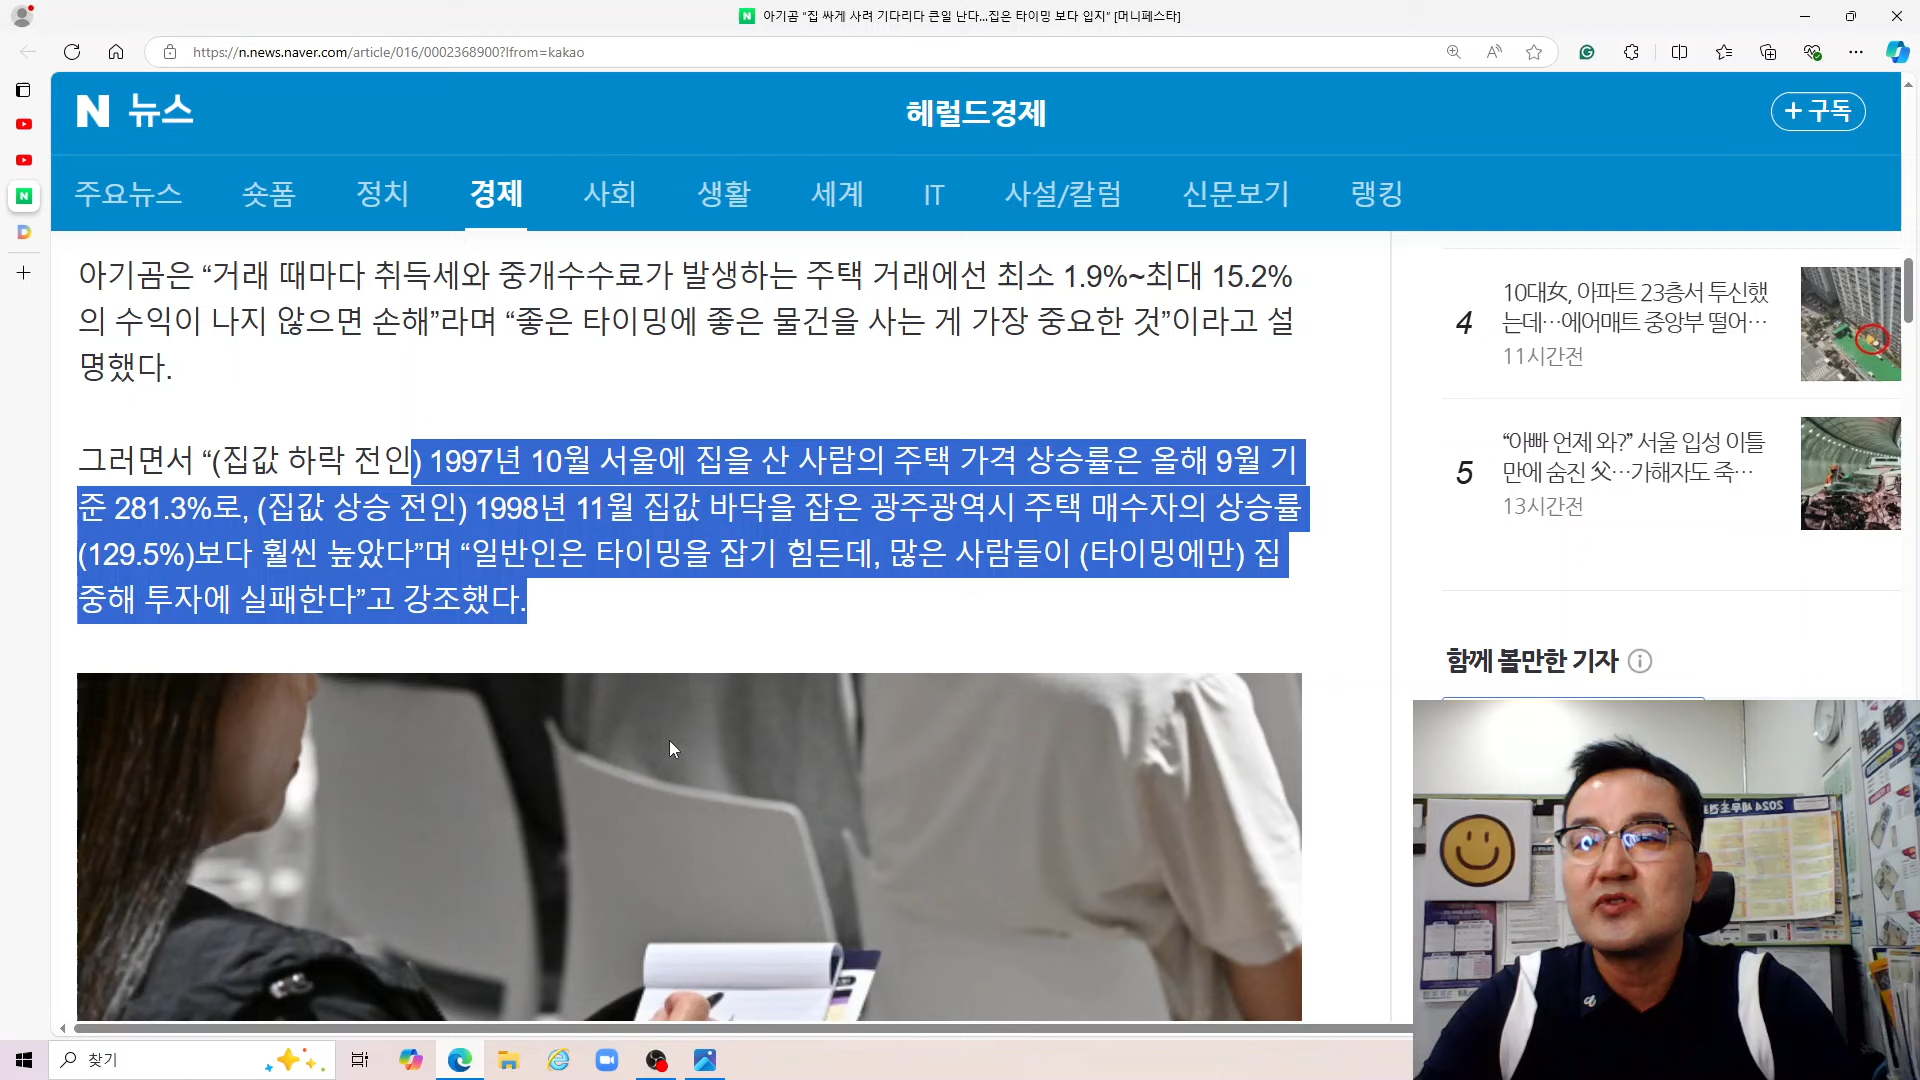 아기곰 “집 싸게 사려 기다리다 큰일 난다…집은 타이밍 보다 입지” [머니페스타]
https://n.news.naver.com/article/016/0002368900?lfrom=kakao
N 뉴스
헤럴드경제
+ 구독
주요뉴스 숏폼 정치 경제 사회 생활 세계 IT 사설/칼럼 신문보기 랭킹
아기곰은 “거래 때마다 취득세와 중개수수료가 발생하는 주택 거래에선 최소 1.9%~최대 15.2%
의 수익이 나지 않으면 손해”라며 “좋은 타이밍에 좋은 물건을 사는 게 가장 중요한 것”이라고 설
명했다.
그러면서 “(집값 하락 전인) 1997년 10월 서울에 집을 산 사람의 주택 가격 상승률은 올해 9월 기
준 281.3%로, (집값 상승 전인) 1998년 11월 집값 바닥을 잡은 광주광역시 주택 매수자의 상승률
(129.5%)보다 훨씬 높았다”며 “일반인은 타이밍을 잡기 힘든데, 많은 사람들이 (타이밍에만) 집
중해 투자에 실패한다”고 강조했다.
4
10대女, 아파트 23층서 투신했
는데…에어매트 중앙부 떨어…
11시간전
5
“아빠 언제 와?” 서울 입성 이틀
만에 숨진 父…가해자도 죽…
13시간전
함께 볼만한 기자
찾기